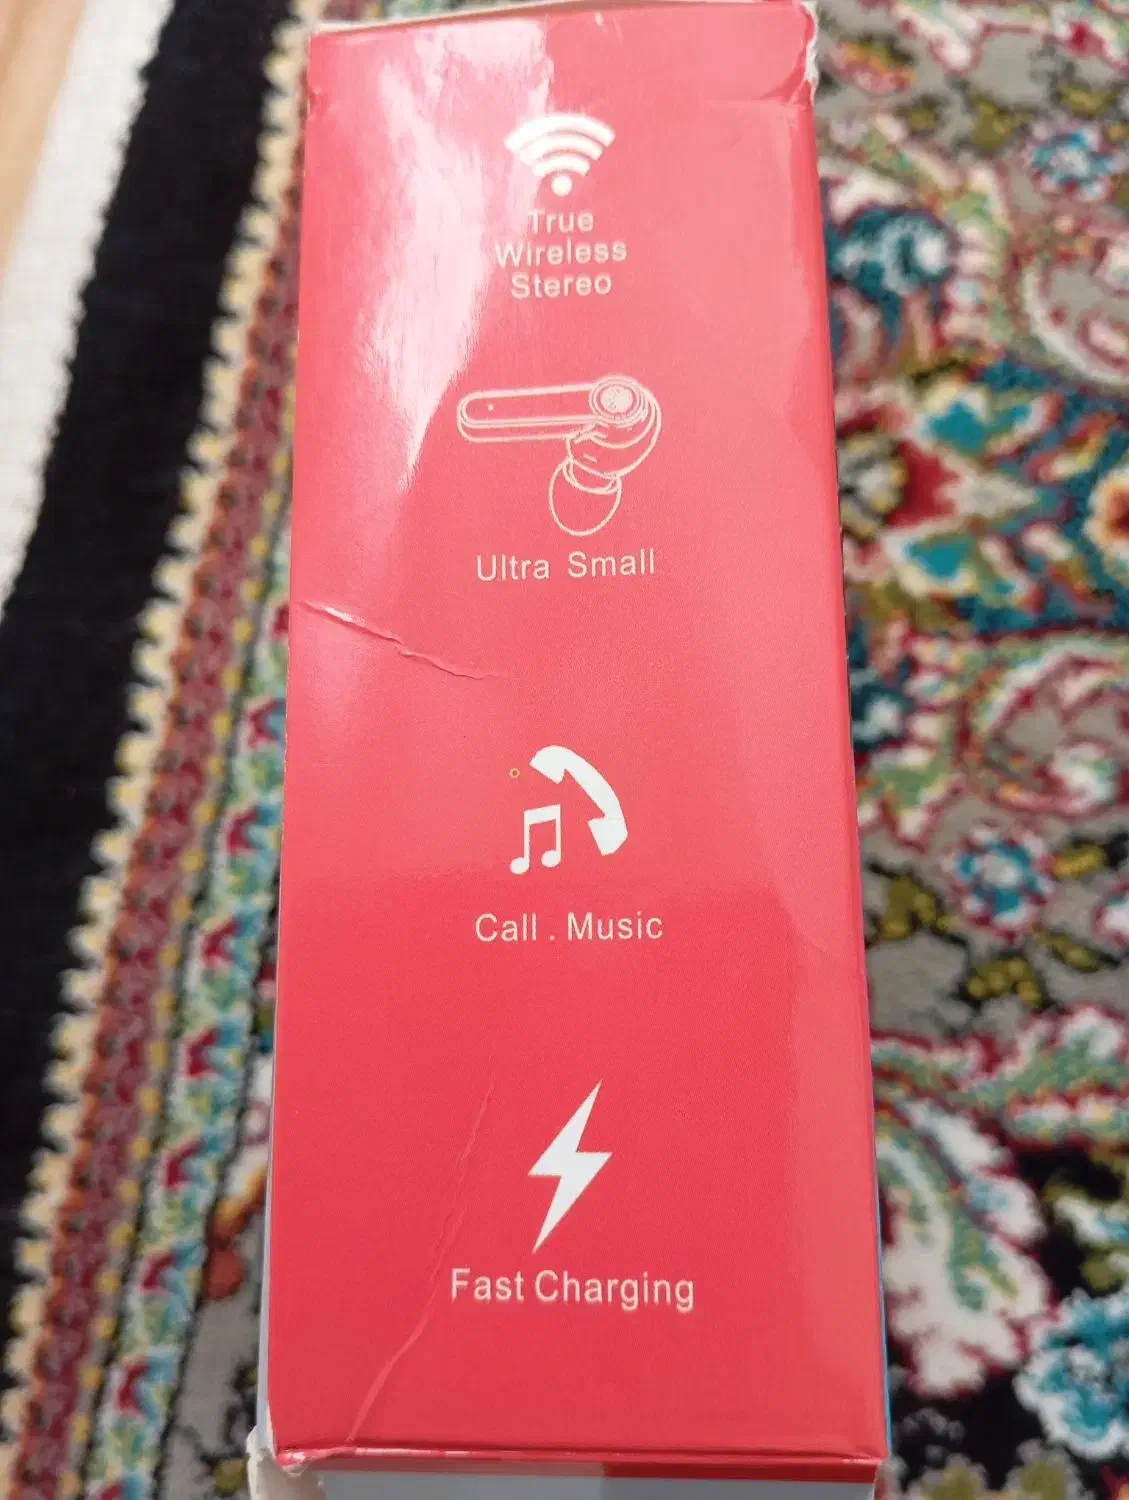 True
Wireless
Stereo
Ultra Small
Call . Music
Fast Charging